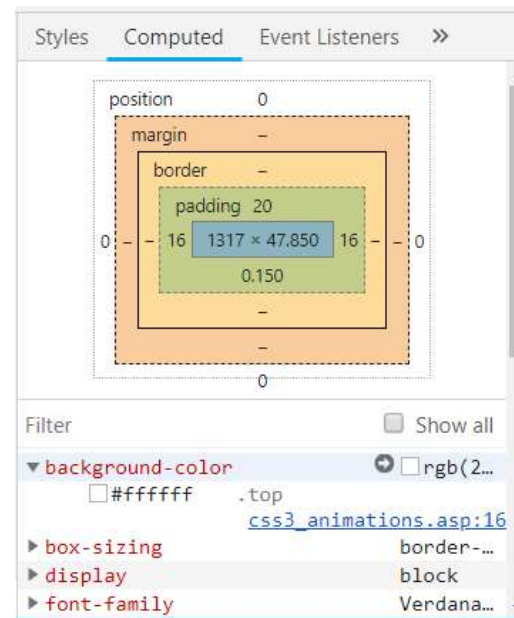 Styles Computed Event Listeners »
position 0
margin –
border –
padding 20
0 – – 16 1317 × 47.850 16 – – 0
0.150
–
–
0
Filter Show all
background-color rgb(2…
#ffffff .top
css3_animations.asp:16
box-sizing border-…
display block
font-family Verdana…